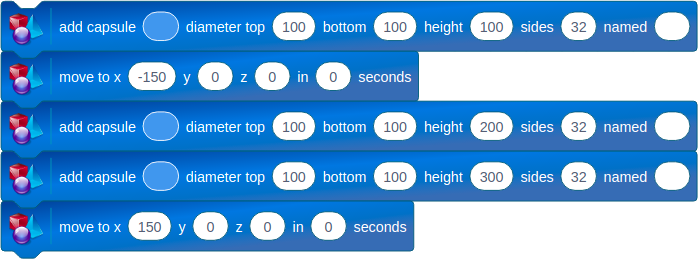 add capsule diameter top 100 bottom 100 height 100 sides 32 named
move to x -150 y 0 z 0 in 0 seconds
add capsule diameter top 100 bottom 100 height 200 sides 32 named
add capsule diameter top 100 bottom 100 height 300 sides 32 named
move to x 150 y 0 z 0 in 0 seconds